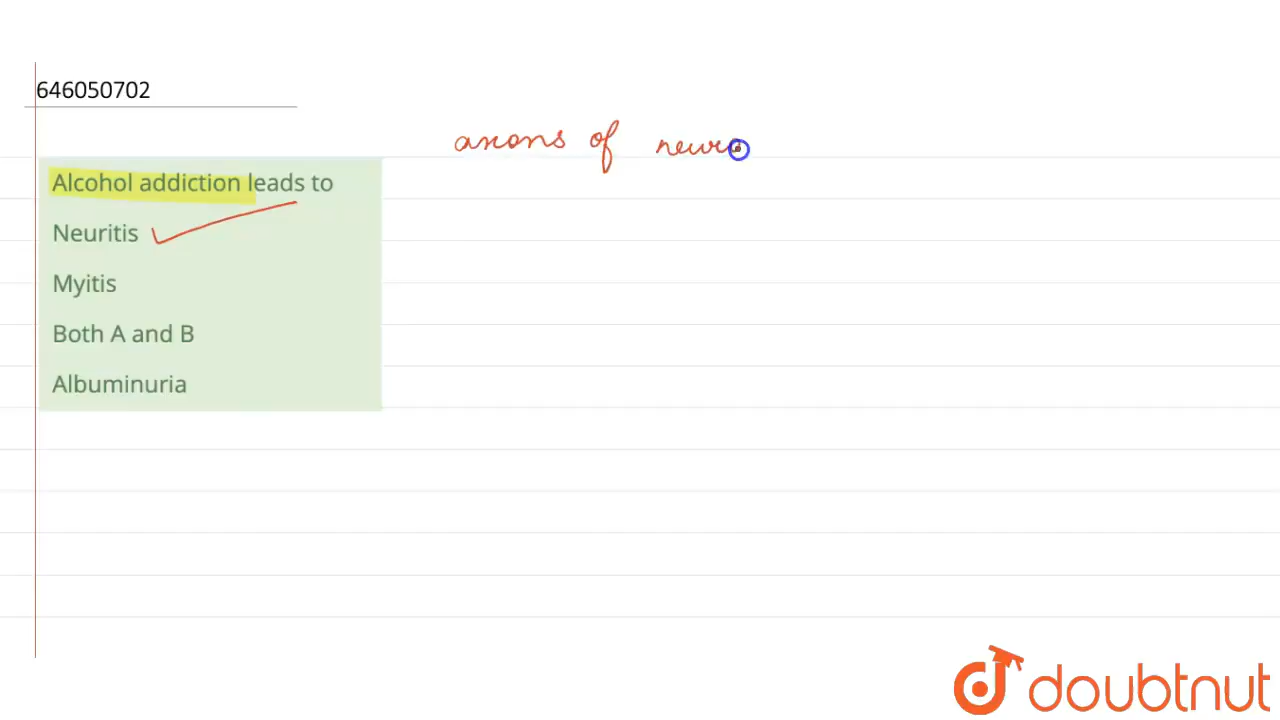 646050702
axons of neuro
Alcohol addiction leads to
Neuritis
Myitis
Both A and B
Albuminuria
doubtnut